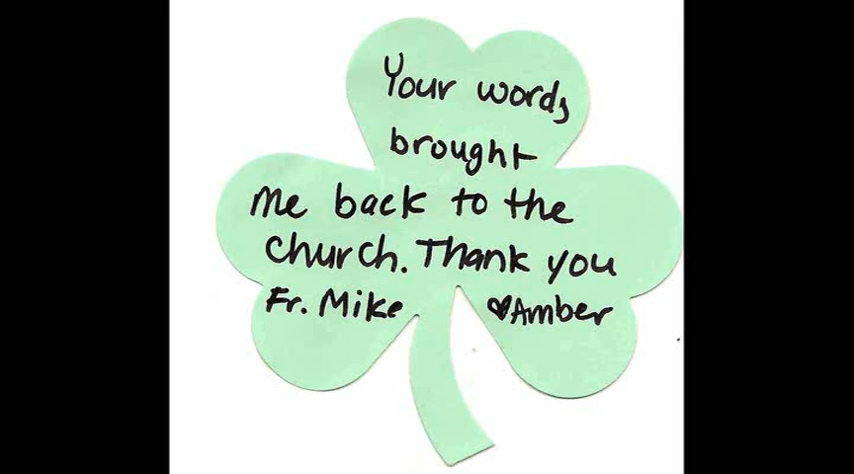 Your words
brought
me back to the
church. Thank you
Fr. Mike ♥Amber